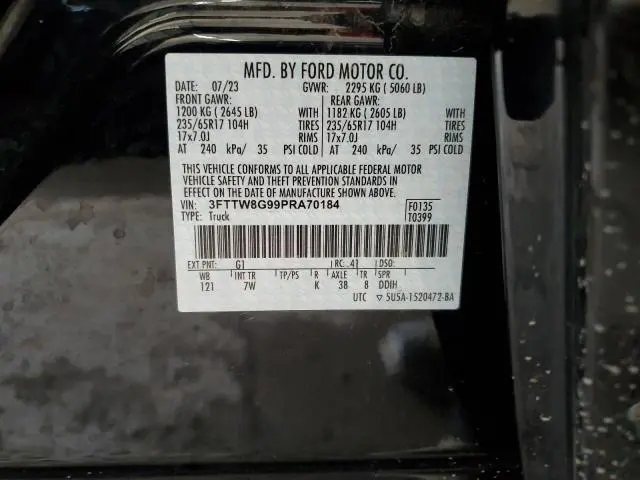 MFD. BY FORD MOTOR CO.
DATE: 07/23 GVWR: 2295 KG ( 5060 LB)
FRONT GAWR: REAR GAWR:
1200 KG ( 2645 LB) WITH 1182 KG ( 2605 LB) WITH
235/65R17 104H TIRES 235/65R17 104H TIRES
17x7.0J RIMS 17x7.0J RIMS
AT 240 kPa/ 35 PSI COLD AT 240 kPa/ 35 PSI COLD
THIS VEHICLE CONFORMS TO ALL APPLICABLE FEDERAL MOTOR
VEHICLE SAFETY AND THEFT PREVENTION STANDARDS IN
EFFECT ON THE DATE OF MANUFACTURE SHOWN ABOVE.
VIN: 3FTTW8G99PRA70184 F0135
TYPE: Truck T0399
EXT PNT: G1 RC: 41 DSO:
WB INT TR TP/PS R AXLE TR SPR
121 7W K 38 8 DDIH
UTC ▽ 5U5A-1520472-BA